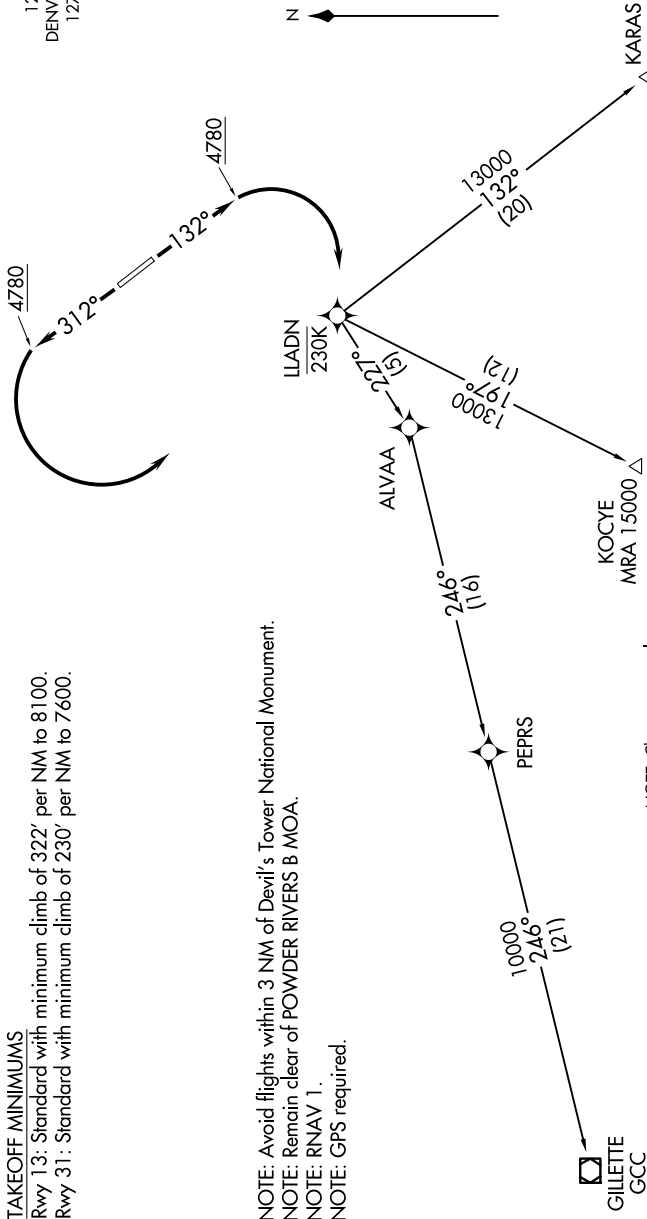 TAKEOFF MINIMUMS
Rwy 13: Standard with minimum climb of 322' per NM to 8100.
Rwy 31: Standard with minimum climb of 230' per NM to 7600.
NOTE: Avoid flights within 3 NM of Devil's Tower National Monument.
NOTE: Remain clear of POWDER RIVERS B MOA.
NOTE: RNAV 1.
NOTE: GPS required.
N
4780
312°
132°
4780
LLADN
230K
227°
(5)
ALVAA
246°
(16)
PEPRS
10000
246°
(21)
GILLETTE
GCC
13000
197°
(12)
KOCYE
MRA 15000
13000
132°
(20)
KARAS